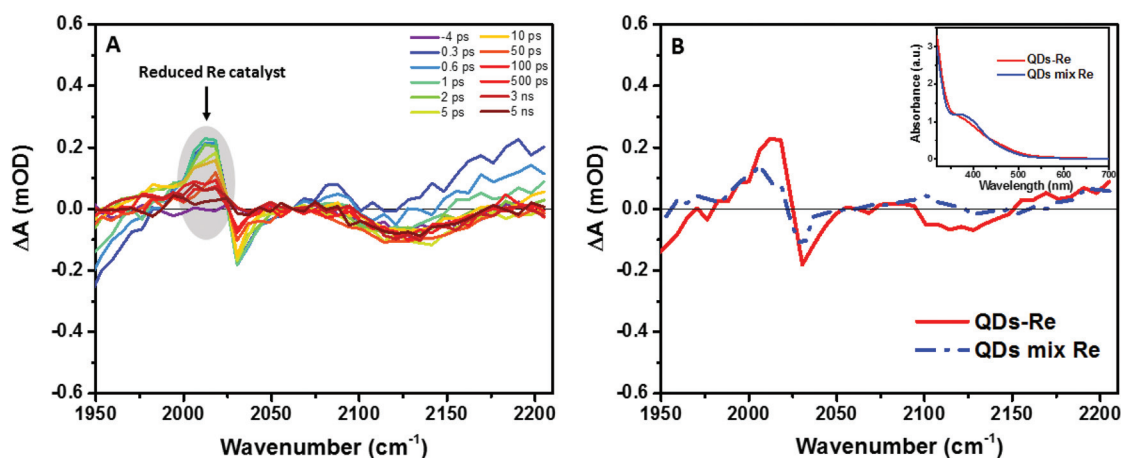 A
Reduced Re catalyst
-4 ps
0.3 ps
0.6 ps
1 ps
2 ps
5 ps
10 ps
50 ps
100 ps
500 ps
3 ns
5 ns
0.6
0.4
0.2
0.0
-0.2
-0.4
-0.6
ΔA (mOD)
1950 2000 2050 2100 2150 2200
Wavenumber (cm⁻¹)
B
0.6
0.4
0.2
0.0
-0.2
-0.4
-0.6
ΔA (mOD)
QDs-Re
QDs mix Re
3
2
1
0
Absorbance (a.u.)
400 500 600 700
Wavelength (nm)
QDs-Re
QDs mix Re
1950 2000 2050 2100 2150 2200
Wavenumber (cm⁻¹)